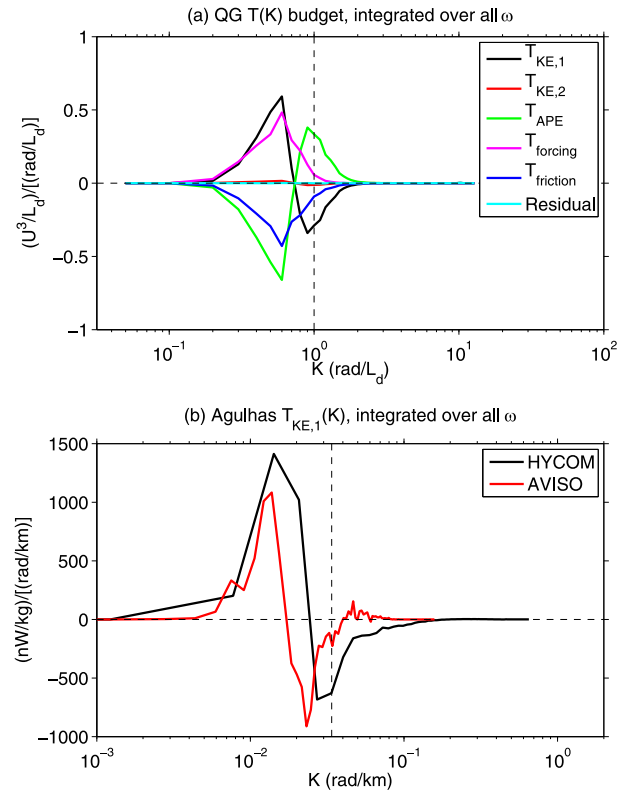 (a) QG T(K) budget, integrated over all ω
(U³/L_d)/[(rad/L_d)]
1
0.5
0
−0.5
−1
T_KE,1
T_KE,2
T_APE
T_forcing
T_friction
Residual
10⁻¹ 10⁰ 10¹ 10²
K (rad/L_d)
(b) Agulhas T_KE,1(K), integrated over all ω
(nW/kg)/[(rad/km)]
1500
1000
500
0
−500
−1000
HYCOM
AVISO
10⁻³ 10⁻² 10⁻¹ 10⁰
K (rad/km)